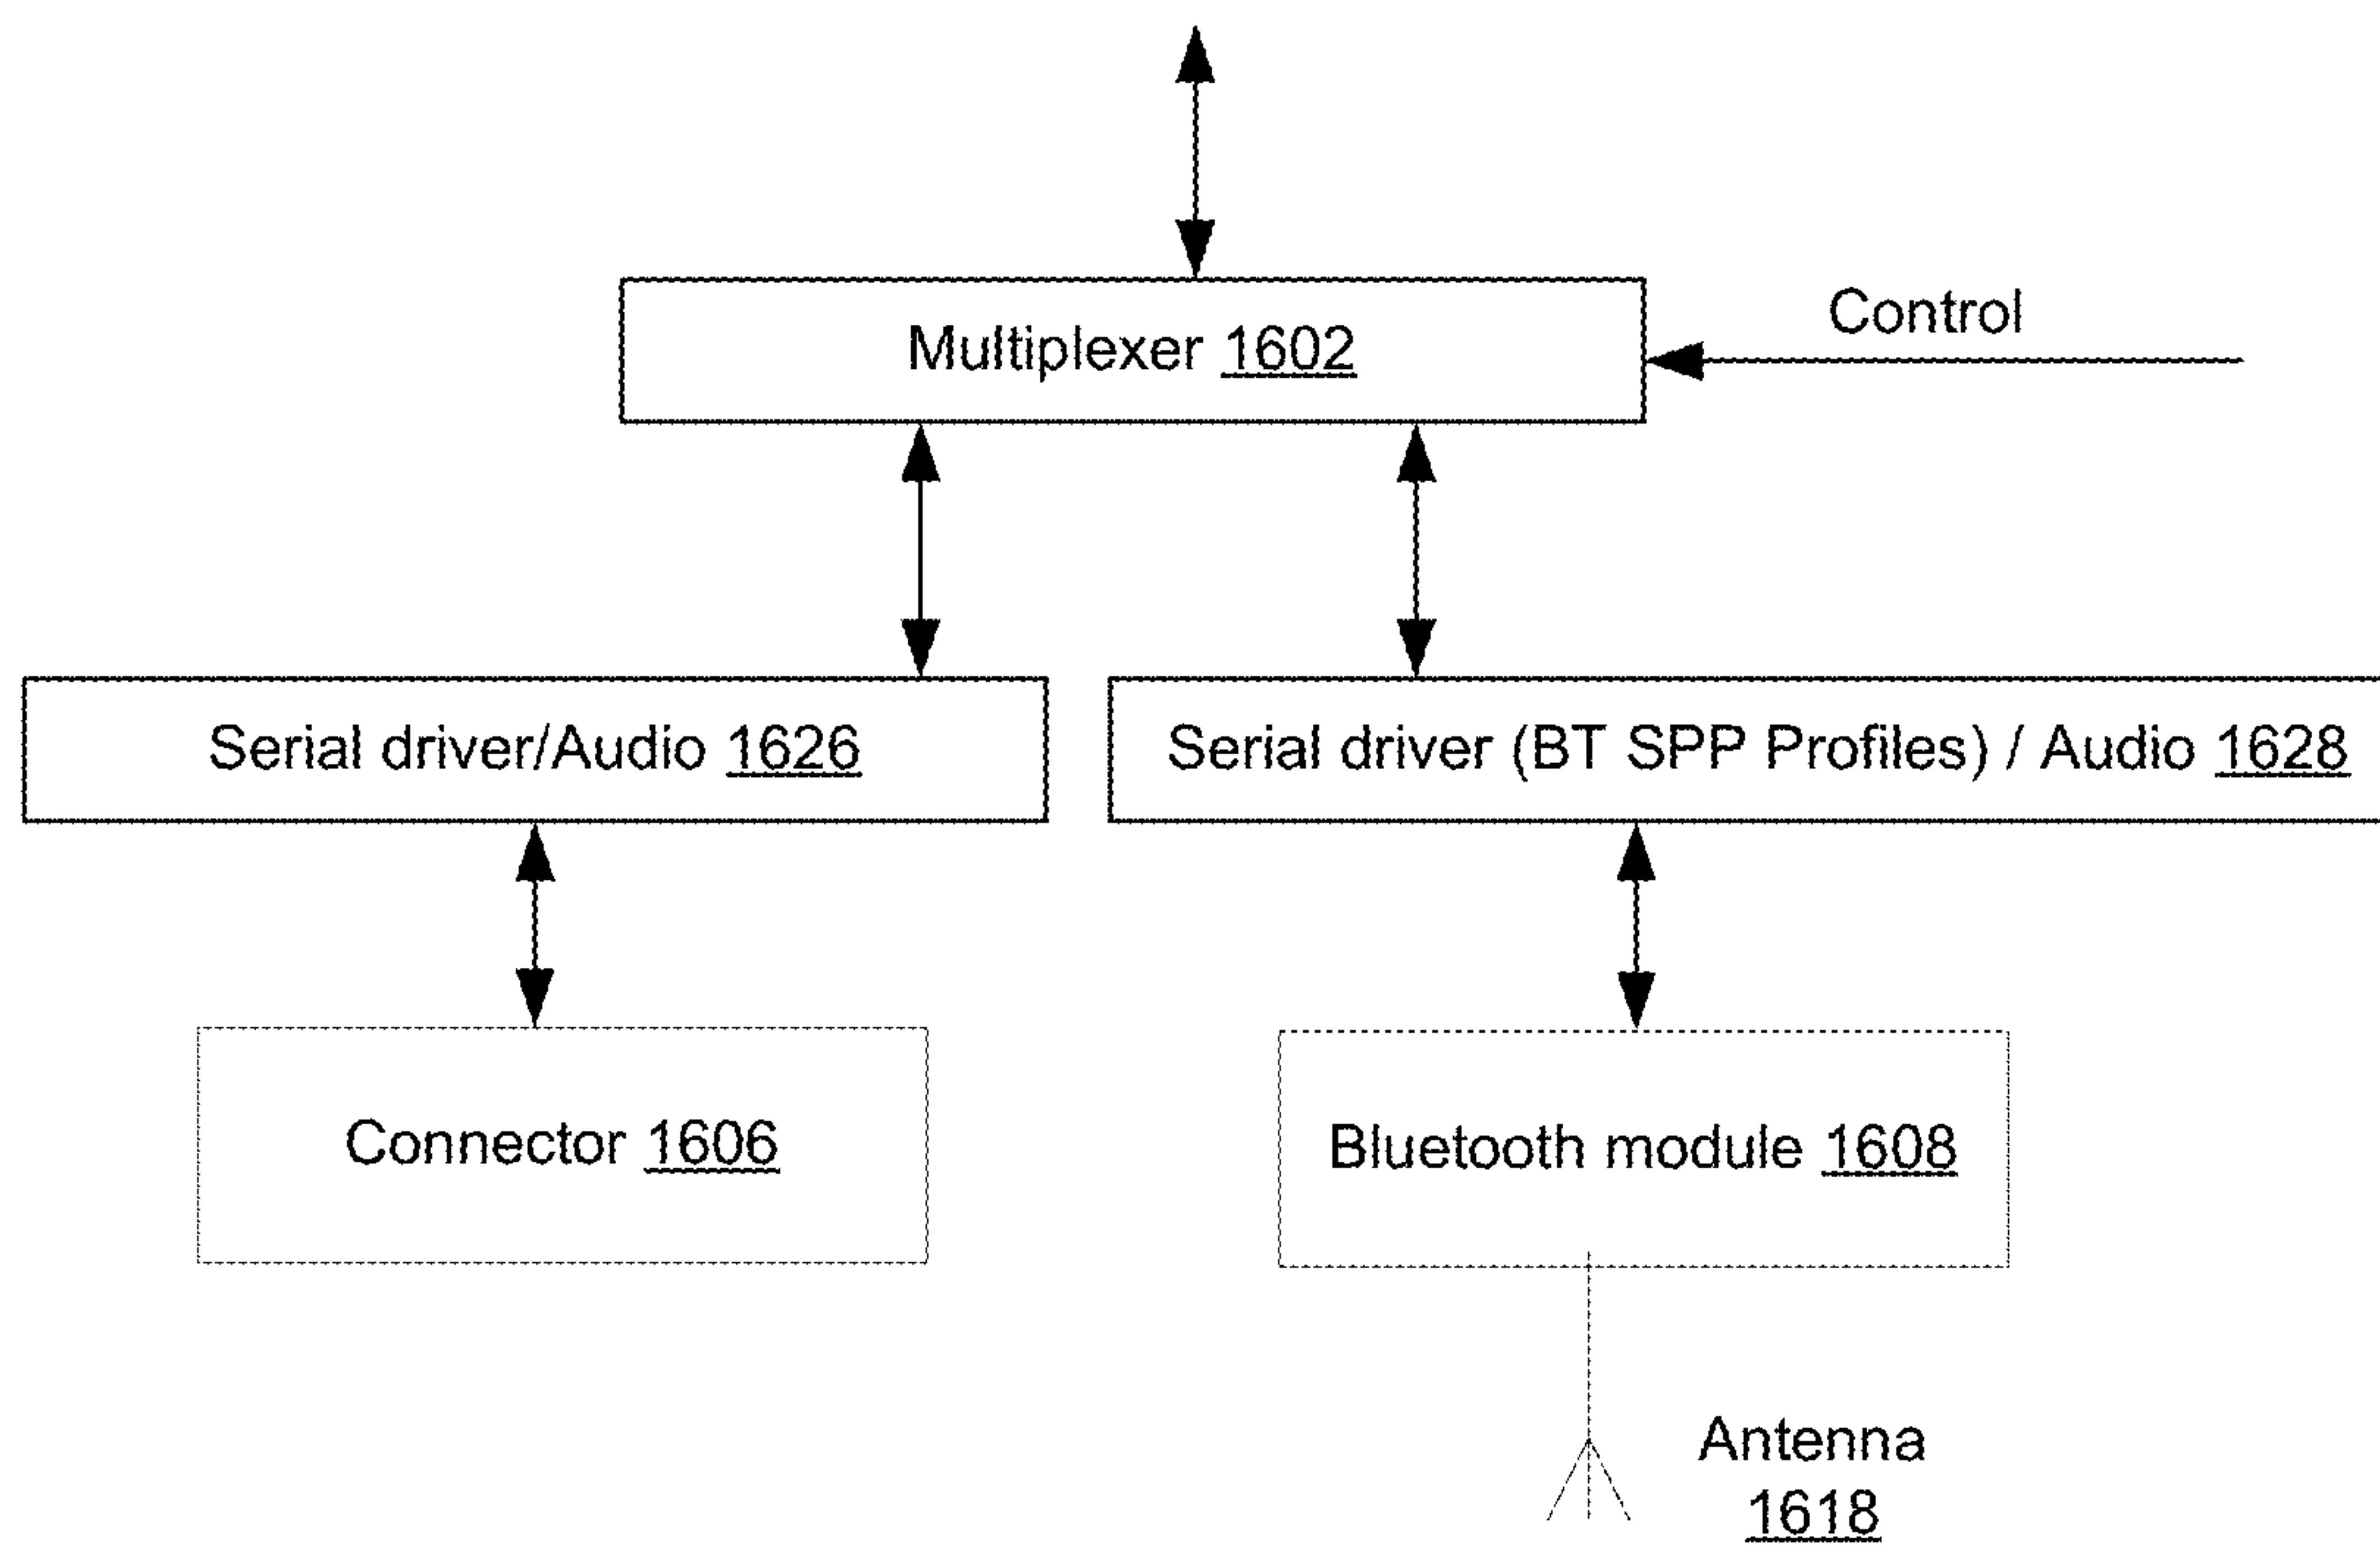 Control
Multiplexer 1602
Serial driver/Audio 1626
Serial driver (BT SPP Profiles) / Audio 1628
Connector 1606
Bluetooth module 1608
Antenna
1618